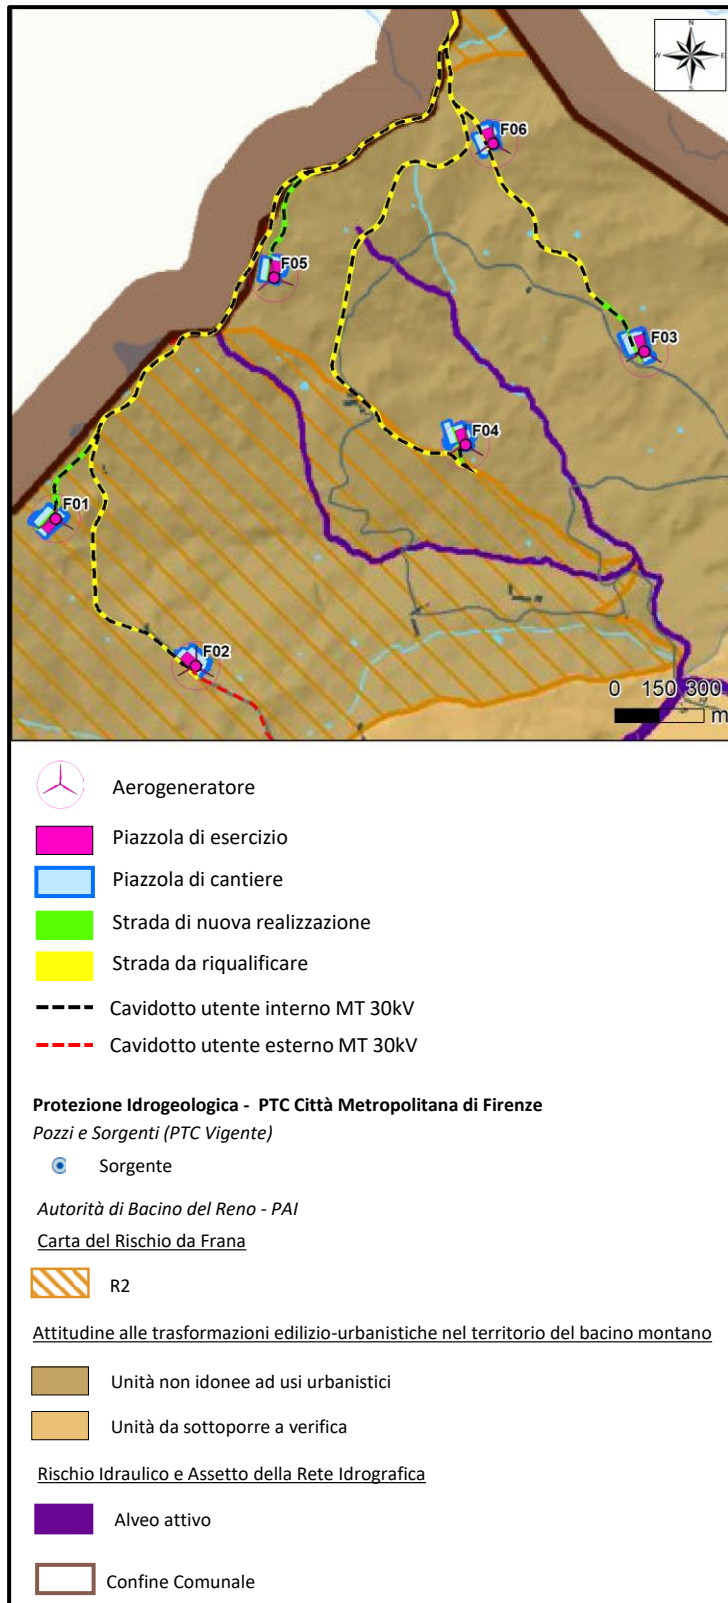 N
W E
S
F06
F05
F03
F04
F01
F02
0 150 300
m
Aerogeneratore
Piazzola di esercizio
Piazzola di cantiere
Strada di nuova realizzazione
Strada da riqualificare
Cavidotto utente interno MT 30kV
Cavidotto utente esterno MT 30kV
Protezione Idrogeologica - PTC Città Metropolitana di Firenze
Pozzi e Sorgenti (PTC Vigente)
Sorgente
Autorità di Bacino del Reno - PAI
Carta del Rischio da Frana
R2
Attitudine alle trasformazioni edilizio-urbanistiche nel territorio del bacino montano
Unità non idonee ad usi urbanistici
Unità da sottoporre a verifica
Rischio Idraulico e Assetto della Rete Idrografica
Alveo attivo
Confine Comunale